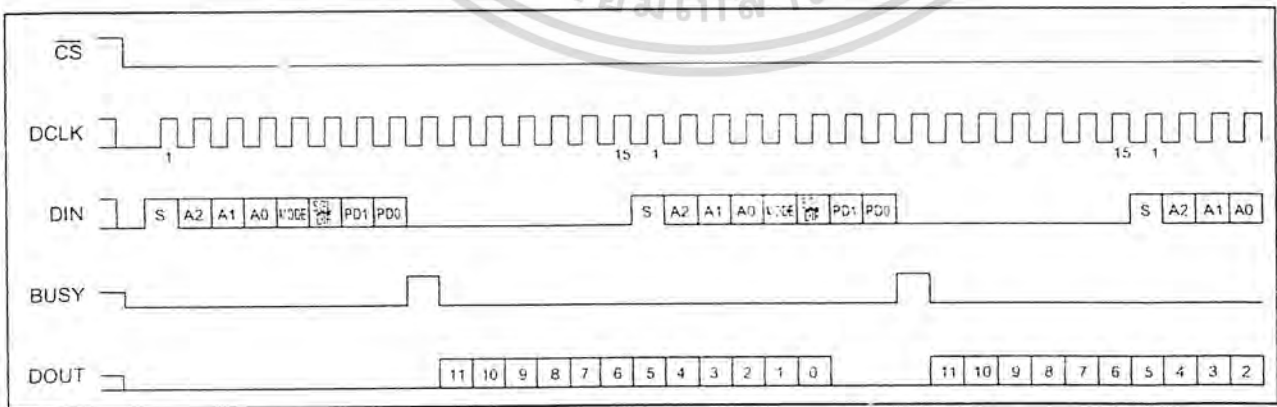 CS
DCLK
1 15 1 15 1
DIN S A2 A1 A0 MODE PD1 PD0 S A2 A1 A0 MODE PD1 PD0 S A2 A1 A0
BUSY
DOUT 11 10 9 8 7 6 5 4 3 2 1 0 11 10 9 8 7 6 5 4 3 2